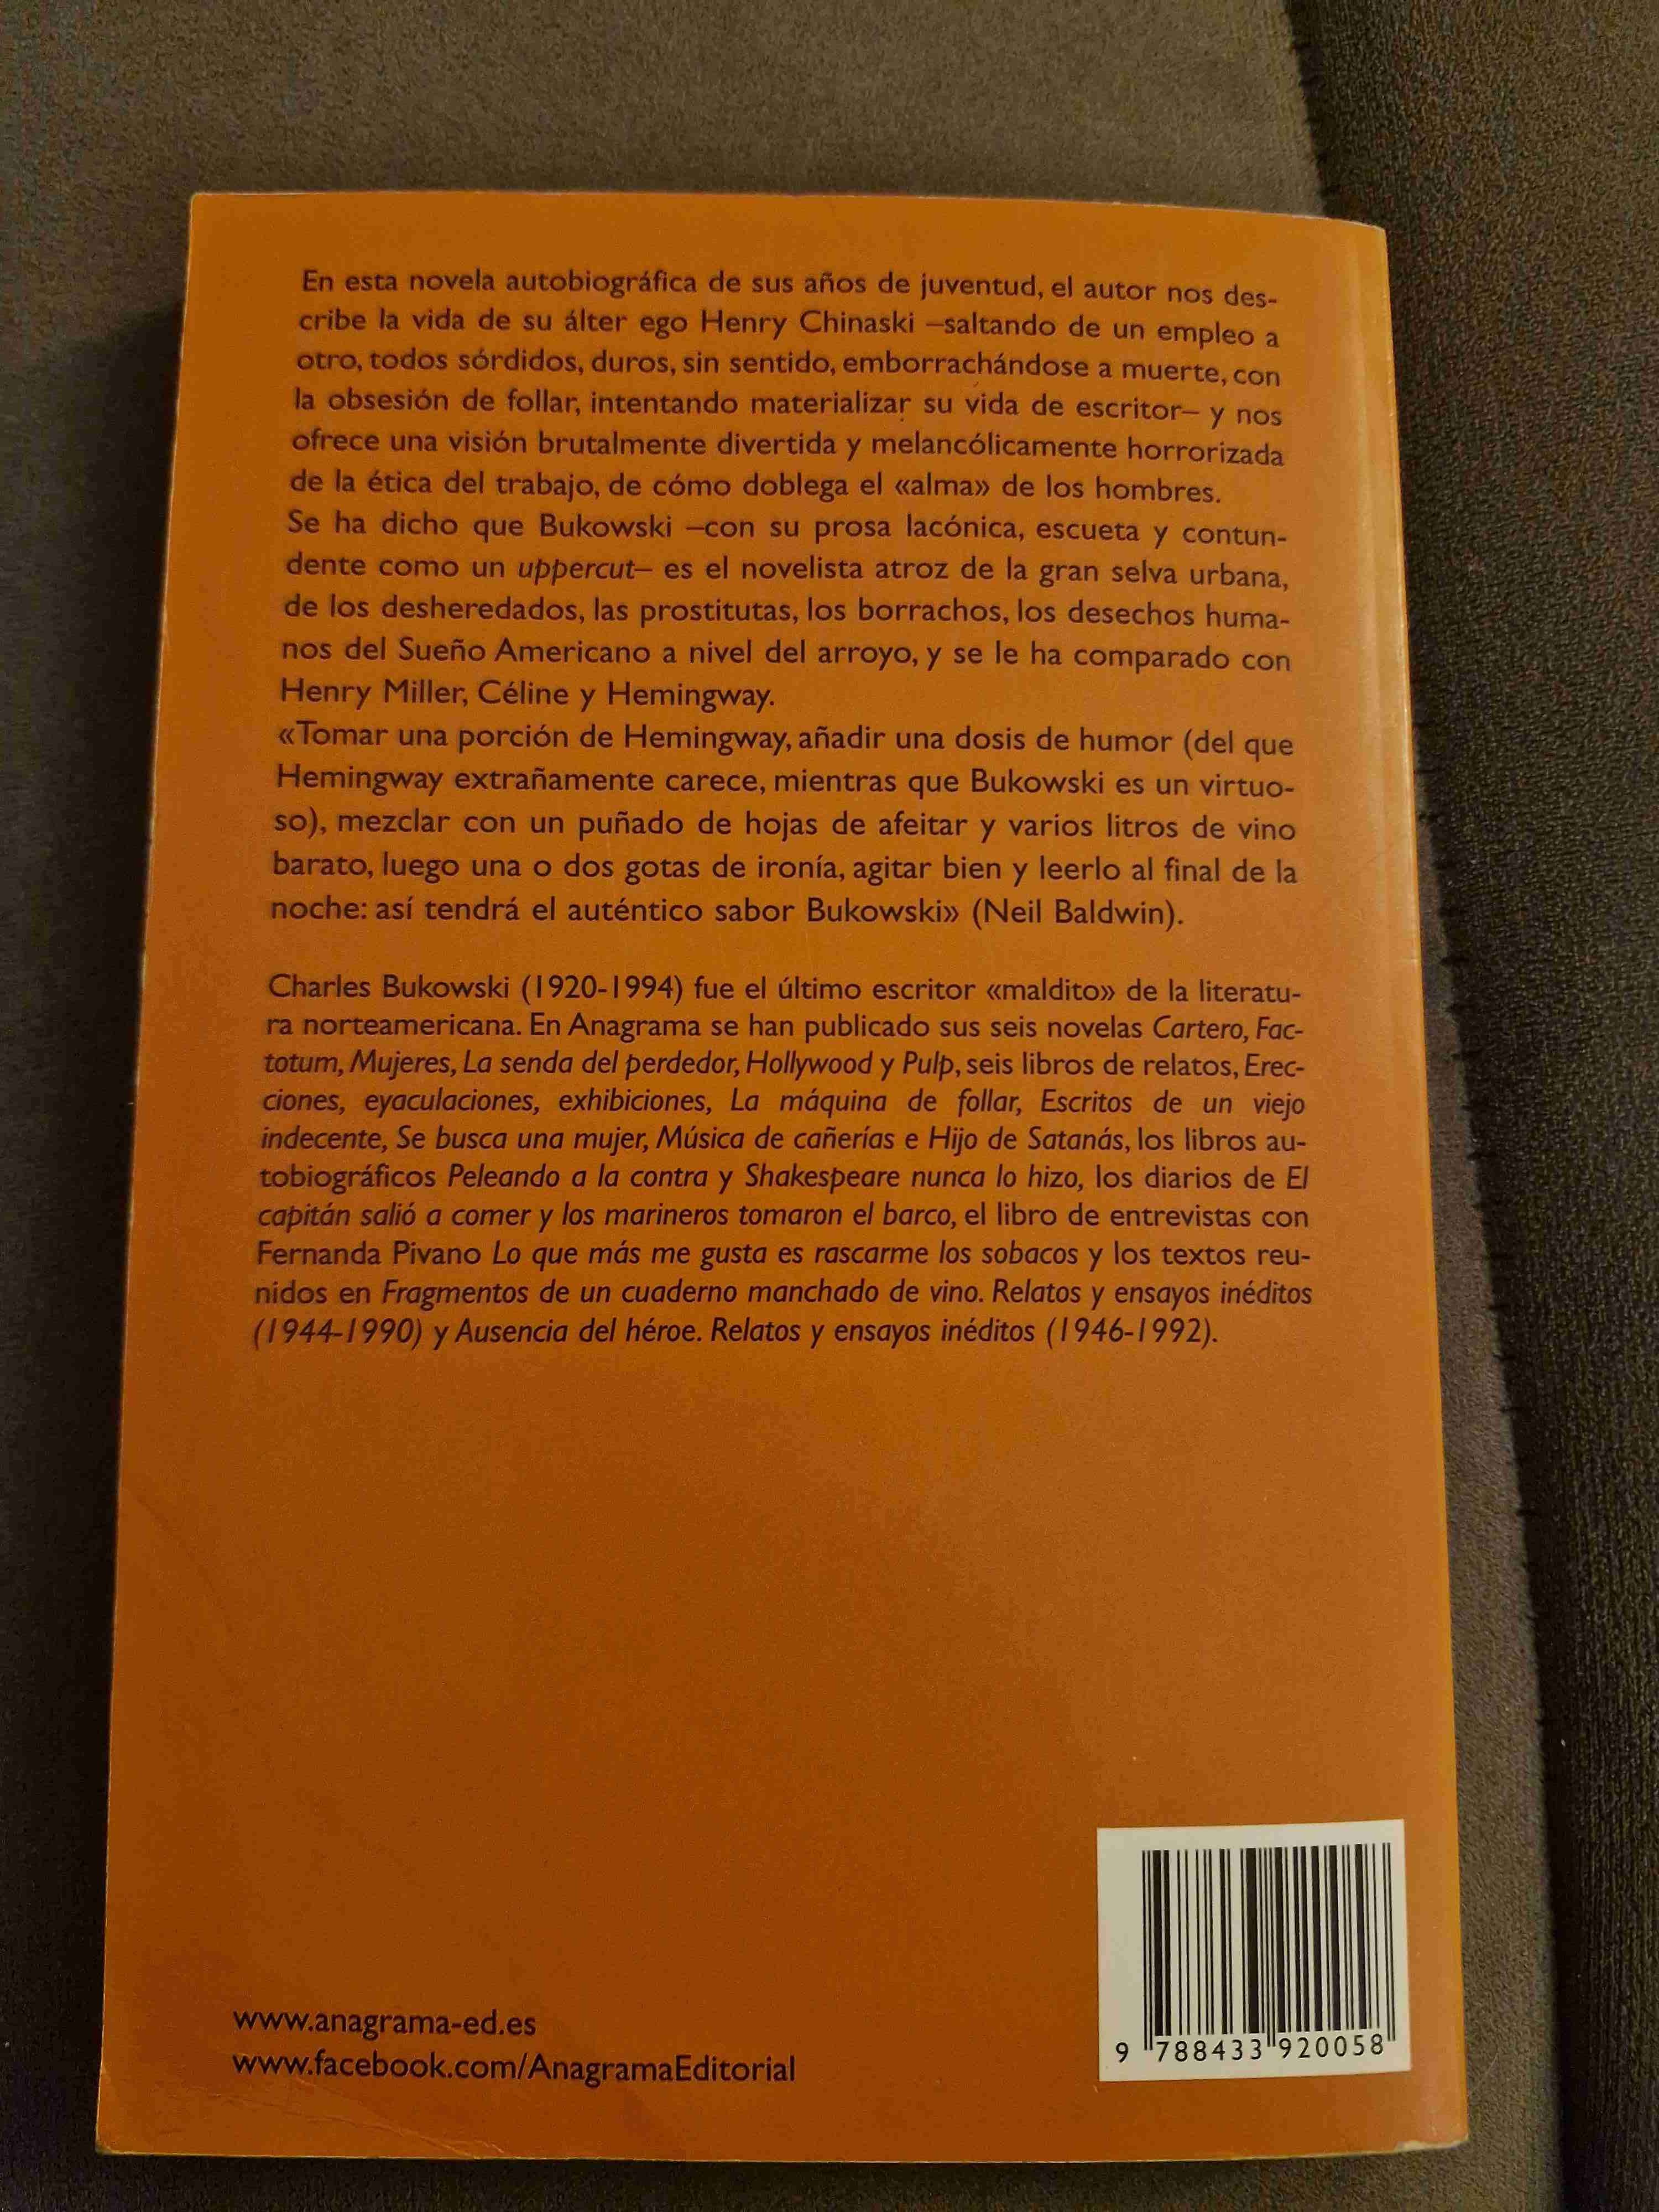 En esta novela autobiográfica de sus años de juventud, el autor nos des-
cribe la vida de su álter ego Henry Chinaski –saltando de un empleo a
otro, todos sórdidos, duros, sin sentido, emborrachándose a muerte, con
la obsesión de follar, intentando materializar su vida de escritor– y nos
ofrece una visión brutalmente divertida y melancólicamente horrorizada
de la ética del trabajo, de cómo doblega el «alma» de los hombres.
Se ha dicho que Bukowski –con su prosa lacónica, escueta y contun-
dente como un uppercut– es el novelista atroz de la gran selva urbana,
de los desheredados, las prostitutas, los borrachos, los desechos huma-
nos del Sueño Americano a nivel del arroyo, y se le ha comparado con
Henry Miller, Céline y Hemingway.
«Tomar una porción de Hemingway, añadir una dosis de humor (del que
Hemingway extrañamente carece, mientras que Bukowski es un virtuo-
so), mezclar con un puñado de hojas de afeitar y varios litros de vino
barato, luego una o dos gotas de ironía, agitar bien y leerlo al final de la
noche: así tendrá el auténtico sabor Bukowski» (Neil Baldwin).
Charles Bukowski (1920-1994) fue el último escritor «maldito» de la literatu-
ra norteamericana. En Anagrama se han publicado sus seis novelas Cartero, Fac-
totum, Mujeres, La senda del perdedor, Hollywood y Pulp, seis libros de relatos, Erec-
ciones, eyaculaciones, exhibiciones, La máquina de follar, Escritos de un viejo
indecente, Se busca una mujer, Música de cañerías e Hijo de Satanás, los libros au-
tobiográficos Peleando a la contra y Shakespeare nunca lo hizo, los diarios de El
capitán salió a comer y los marineros tomaron el barco, el libro de entrevistas con
Fernanda Pivano Lo que más me gusta es rascarme los sobacos y los textos reu-
nidos en Fragmentos de un cuaderno manchado de vino. Relatos y ensayos inéditos
(1944-1990) y Ausencia del héroe. Relatos y ensayos inéditos (1946-1992).
www.anagrama-ed.es
www.facebook.com/AnagramaEditorial
9 788433 920058